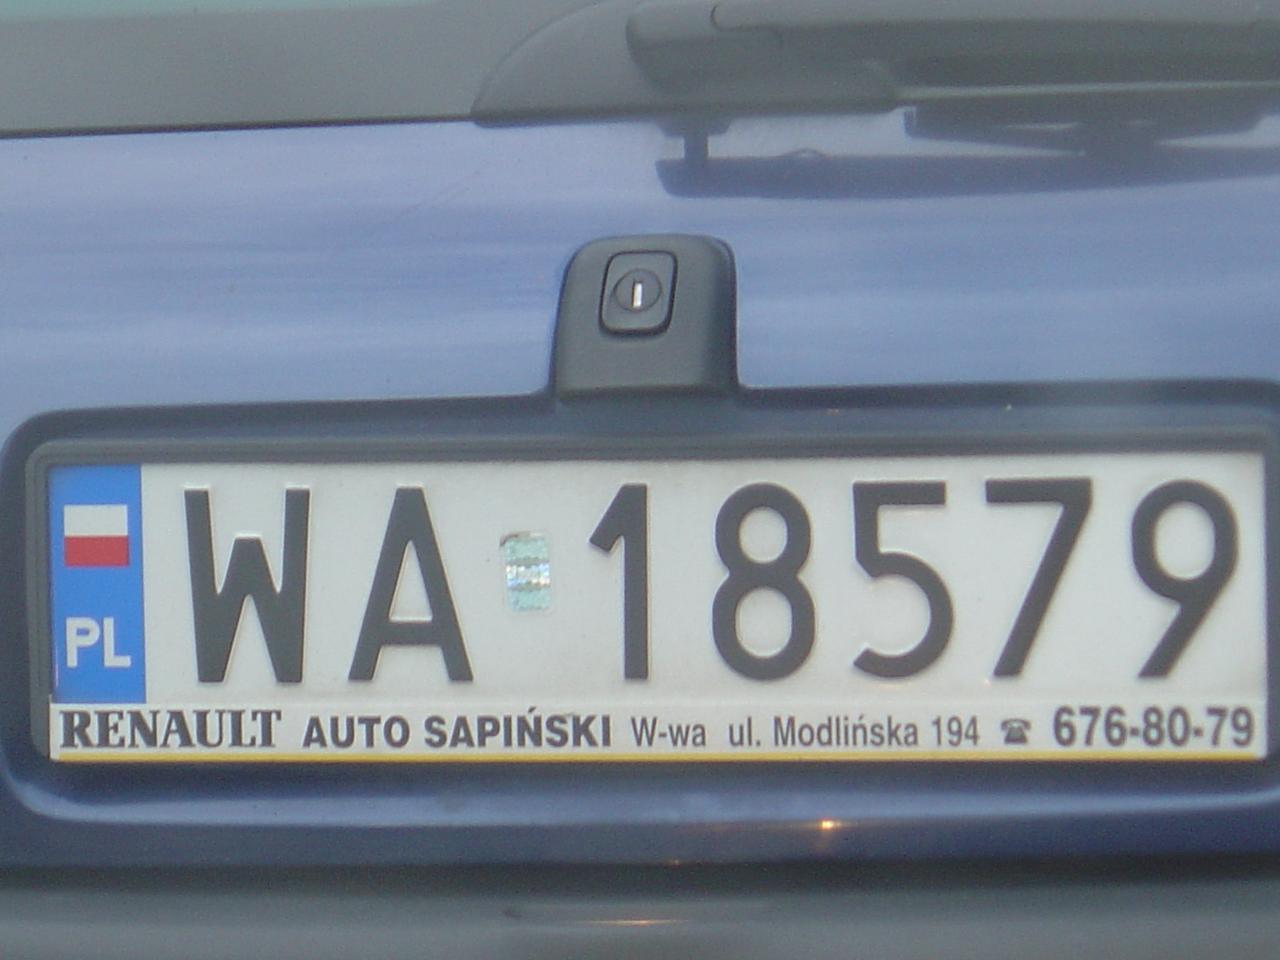 PL
WA 18579
RENAULT AUTO SAPIŃSKI W-wa ul. Modlińska 194 ☎ 676-80-79